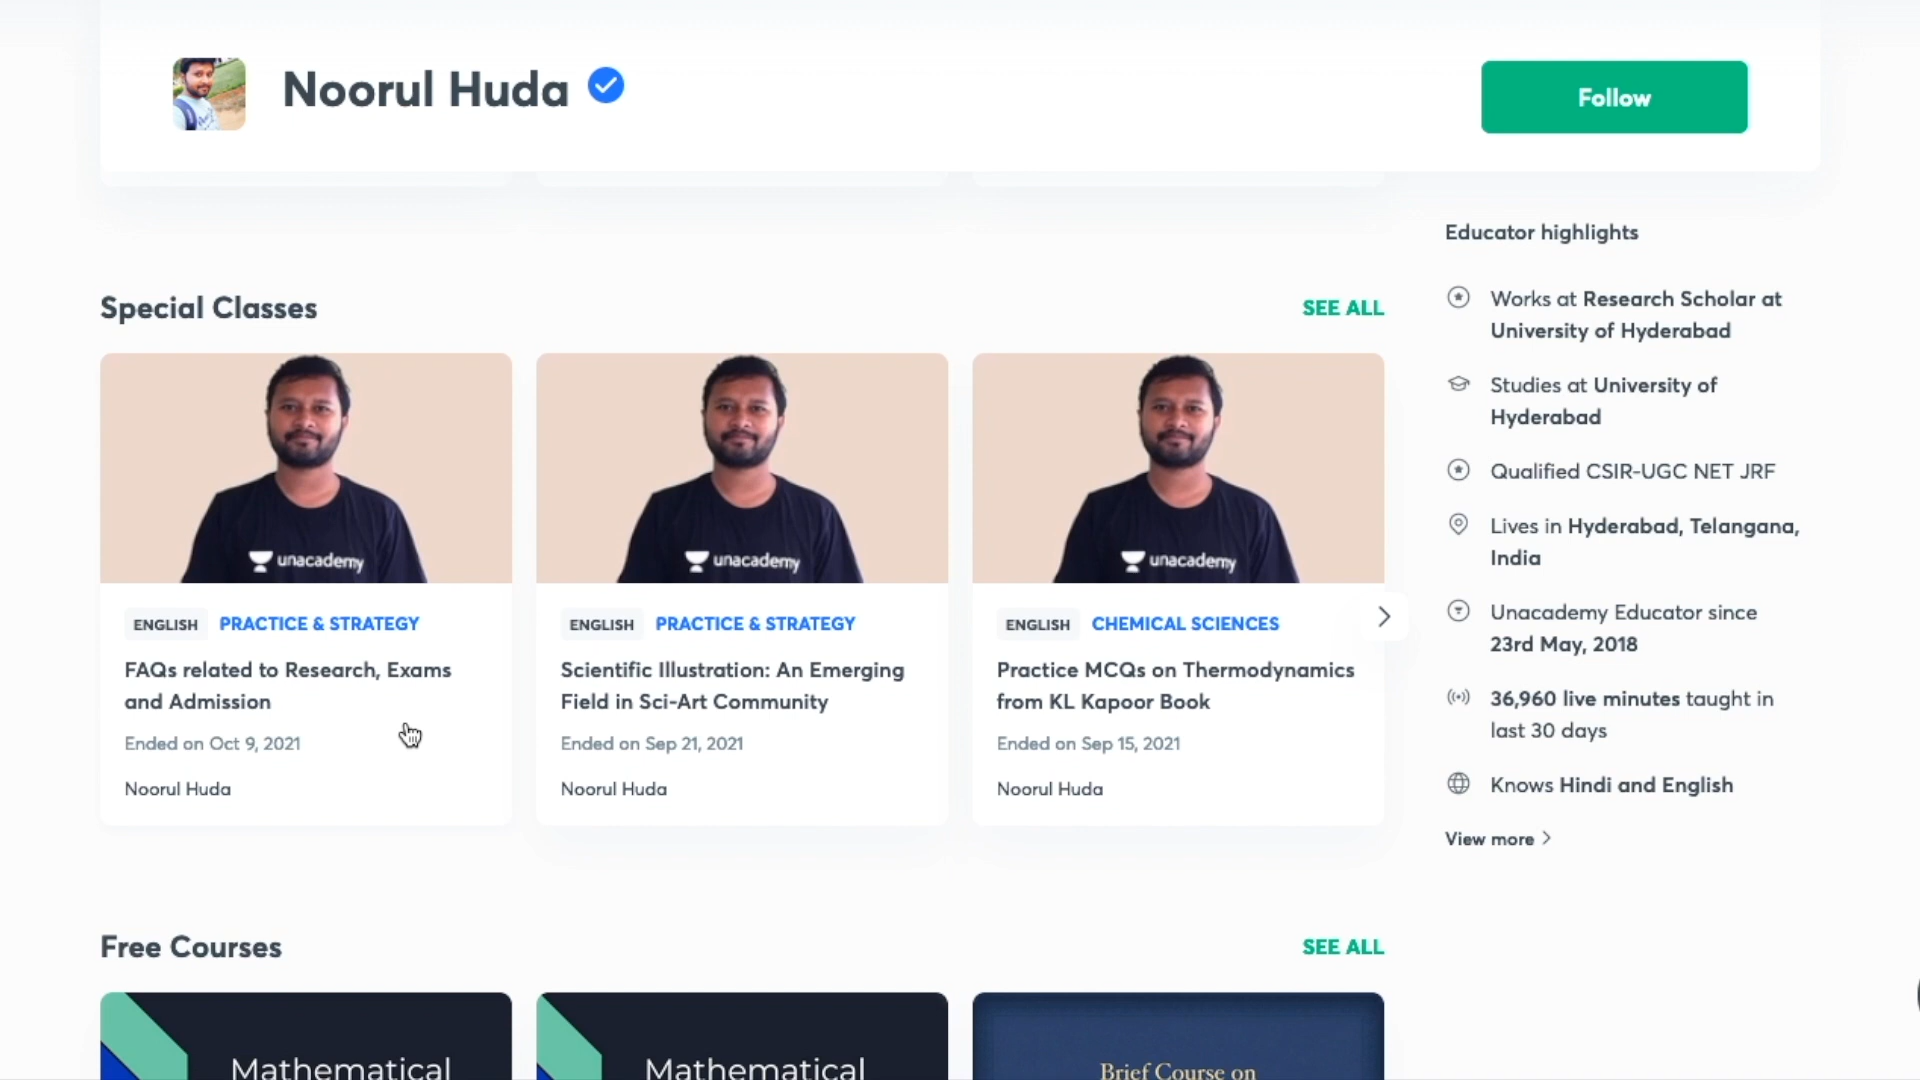 Noorul Huda
Follow
Special Classes
SEE ALL
unacademy
ENGLISH PRACTICE & STRATEGY
FAQs related to Research, Exams
and Admission
Ended on Oct 9, 2021
Noorul Huda
unacademy
ENGLISH PRACTICE & STRATEGY
Scientific Illustration: An Emerging
Field in Sci-Art Community
Ended on Sep 21, 2021
Noorul Huda
unacademy
ENGLISH CHEMICAL SCIENCES
Practice MCQs on Thermodynamics
from KL Kapoor Book
Ended on Sep 15, 2021
Noorul Huda
Educator highlights
Works at Research Scholar at
University of Hyderabad
Studies at University of
Hyderabad
Qualified CSIR-UGC NET JRF
Lives in Hyderabad, Telangana,
India
Unacademy Educator since
23rd May, 2018
36,960 live minutes taught in
last 30 days
Knows Hindi and English
View more
Free Courses
SEE ALL
Mathematical
Mathematical
Brief Course on